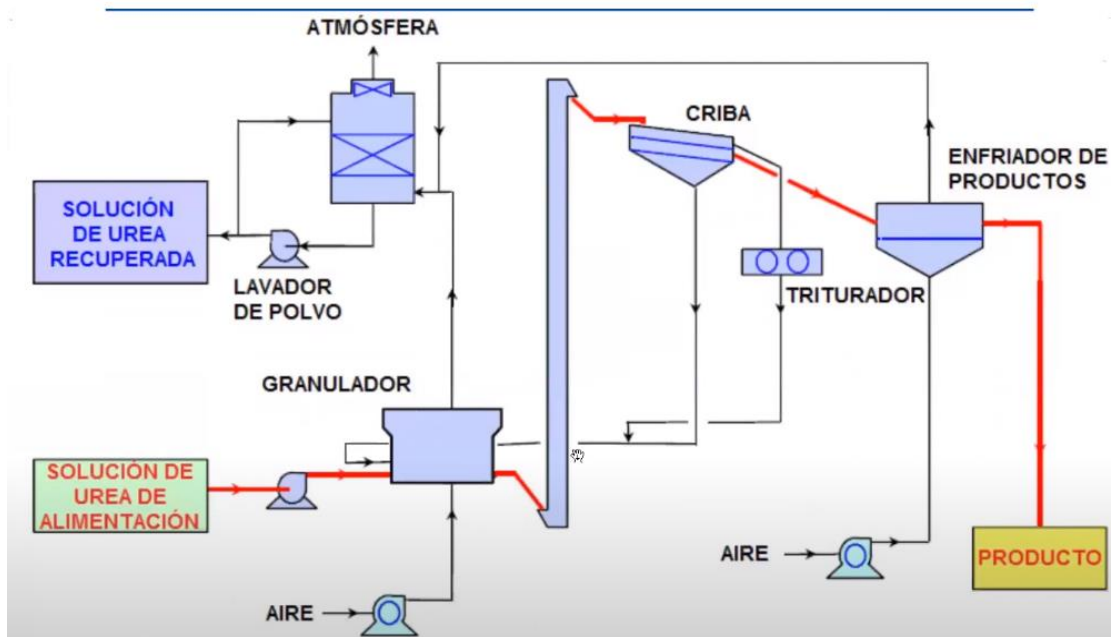 ATMÓSFERA
CRIBA
ENFRIADOR DE
PRODUCTOS
SOLUCIÓN
DE UREA
RECUPERADA
LAVADOR
DE POLVO
TRITURADOR
GRANULADOR
SOLUCIÓN DE
UREA DE
ALIMENTACIÓN
AIRE
PRODUCTO
AIRE